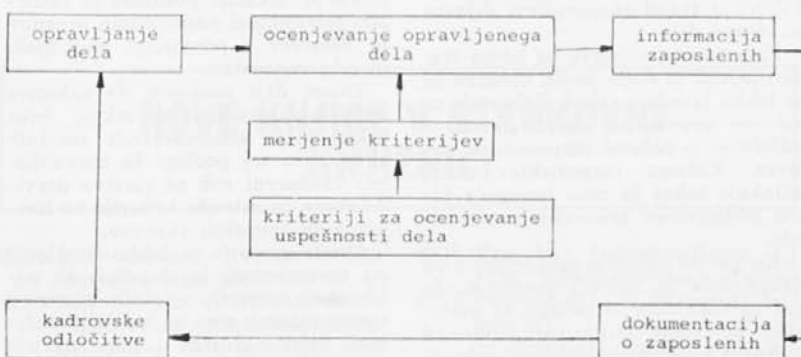 opravljanje
dela
ocenjevanje opravljenega
dela
informacija
zaposlenih
merjenje kriterijev
kriteriji za ocenjevanje
uspešnosti dela
kadrovske
odločitve
dokumentacija
o zaposlenih